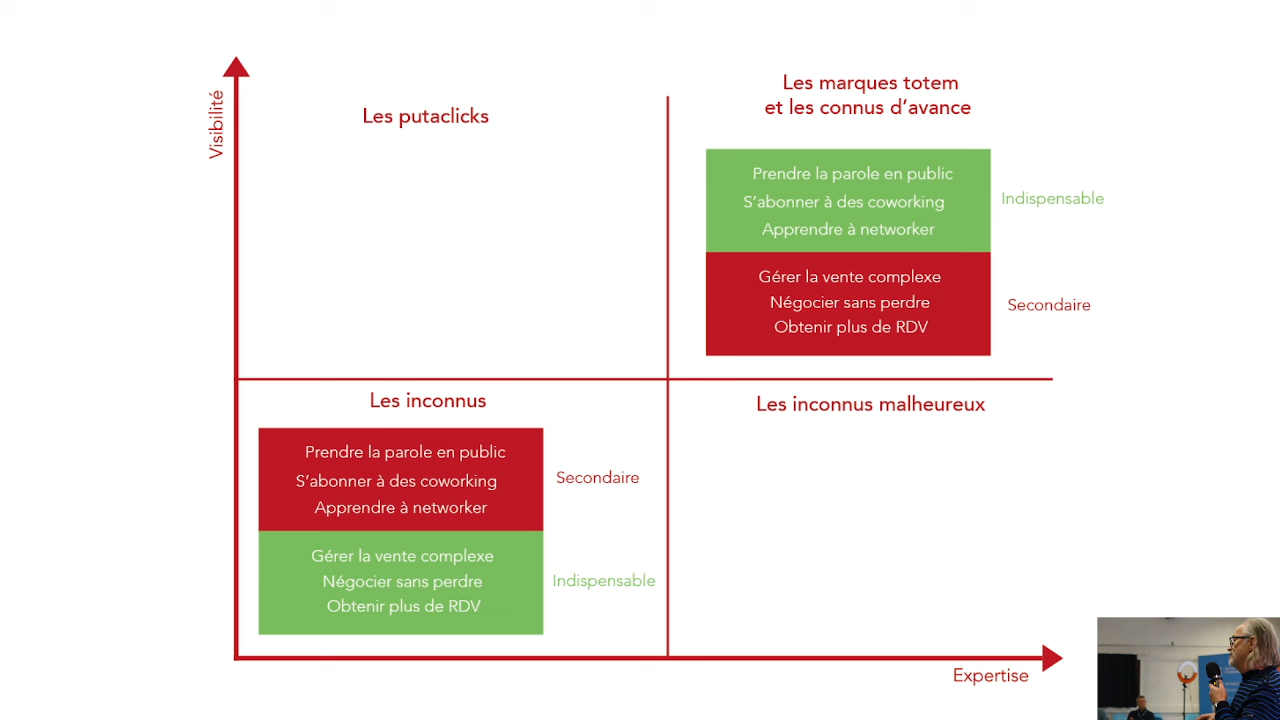 Visibilité
Les putaclicks
Les marques totem
et les connus d'avance
Prendre la parole en public
S'abonner à des coworking
Apprendre à networker
Indispensable
Gérer la vente complexe
Négocier sans perdre
Obtenir plus de RDV
Secondaire
Les inconnus
Prendre la parole en public
S'abonner à des coworking
Apprendre à networker
Secondaire
Gérer la vente complexe
Négocier sans perdre
Obtenir plus de RDV
Indispensable
Les inconnus malheureux
Expertise